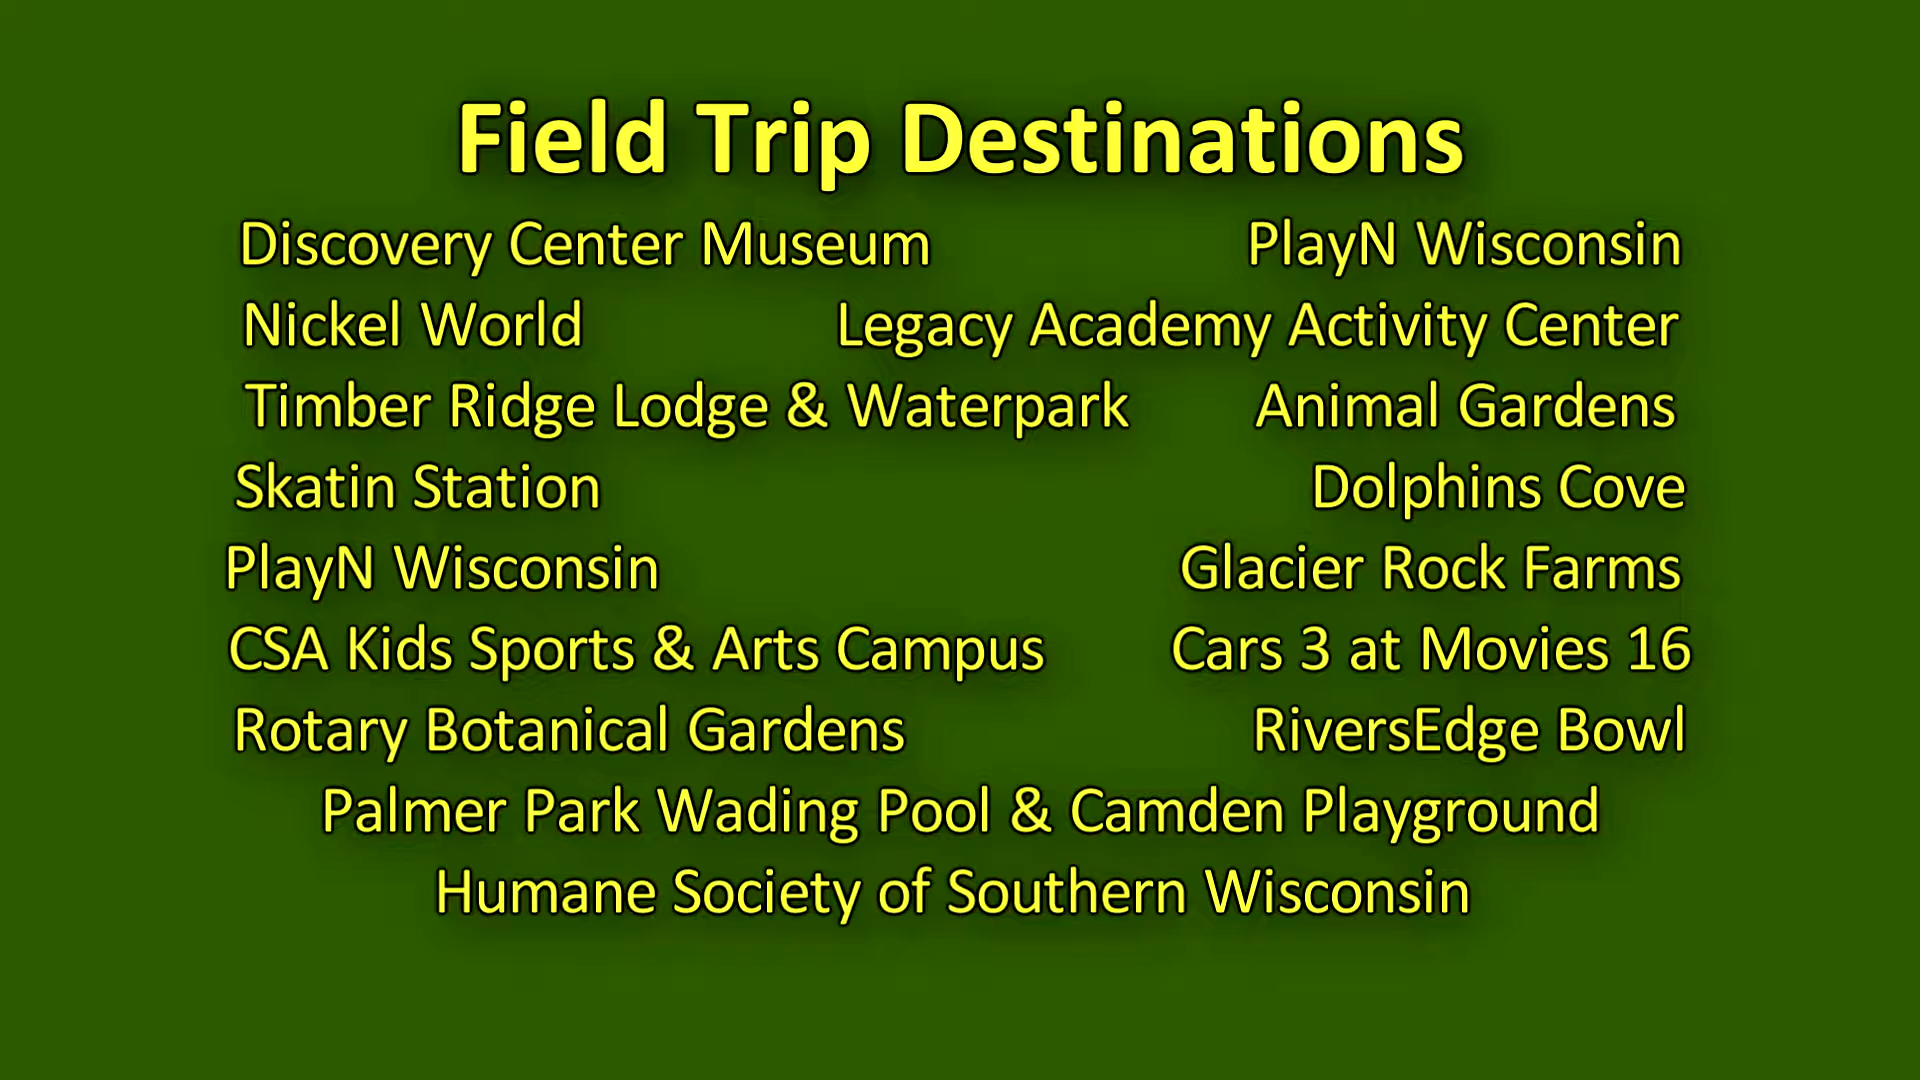 Field Trip Destinations
Discovery Center Museum PlayN Wisconsin
Nickel World Legacy Academy Activity Center
Timber Ridge Lodge & Waterpark Animal Gardens
Skatin Station Dolphins Cove
PlayN Wisconsin Glacier Rock Farms
CSA Kids Sports & Arts Campus Cars 3 at Movies 16
Rotary Botanical Gardens RiversEdge Bowl
Palmer Park Wading Pool & Camden Playground
Humane Society of Southern Wisconsin